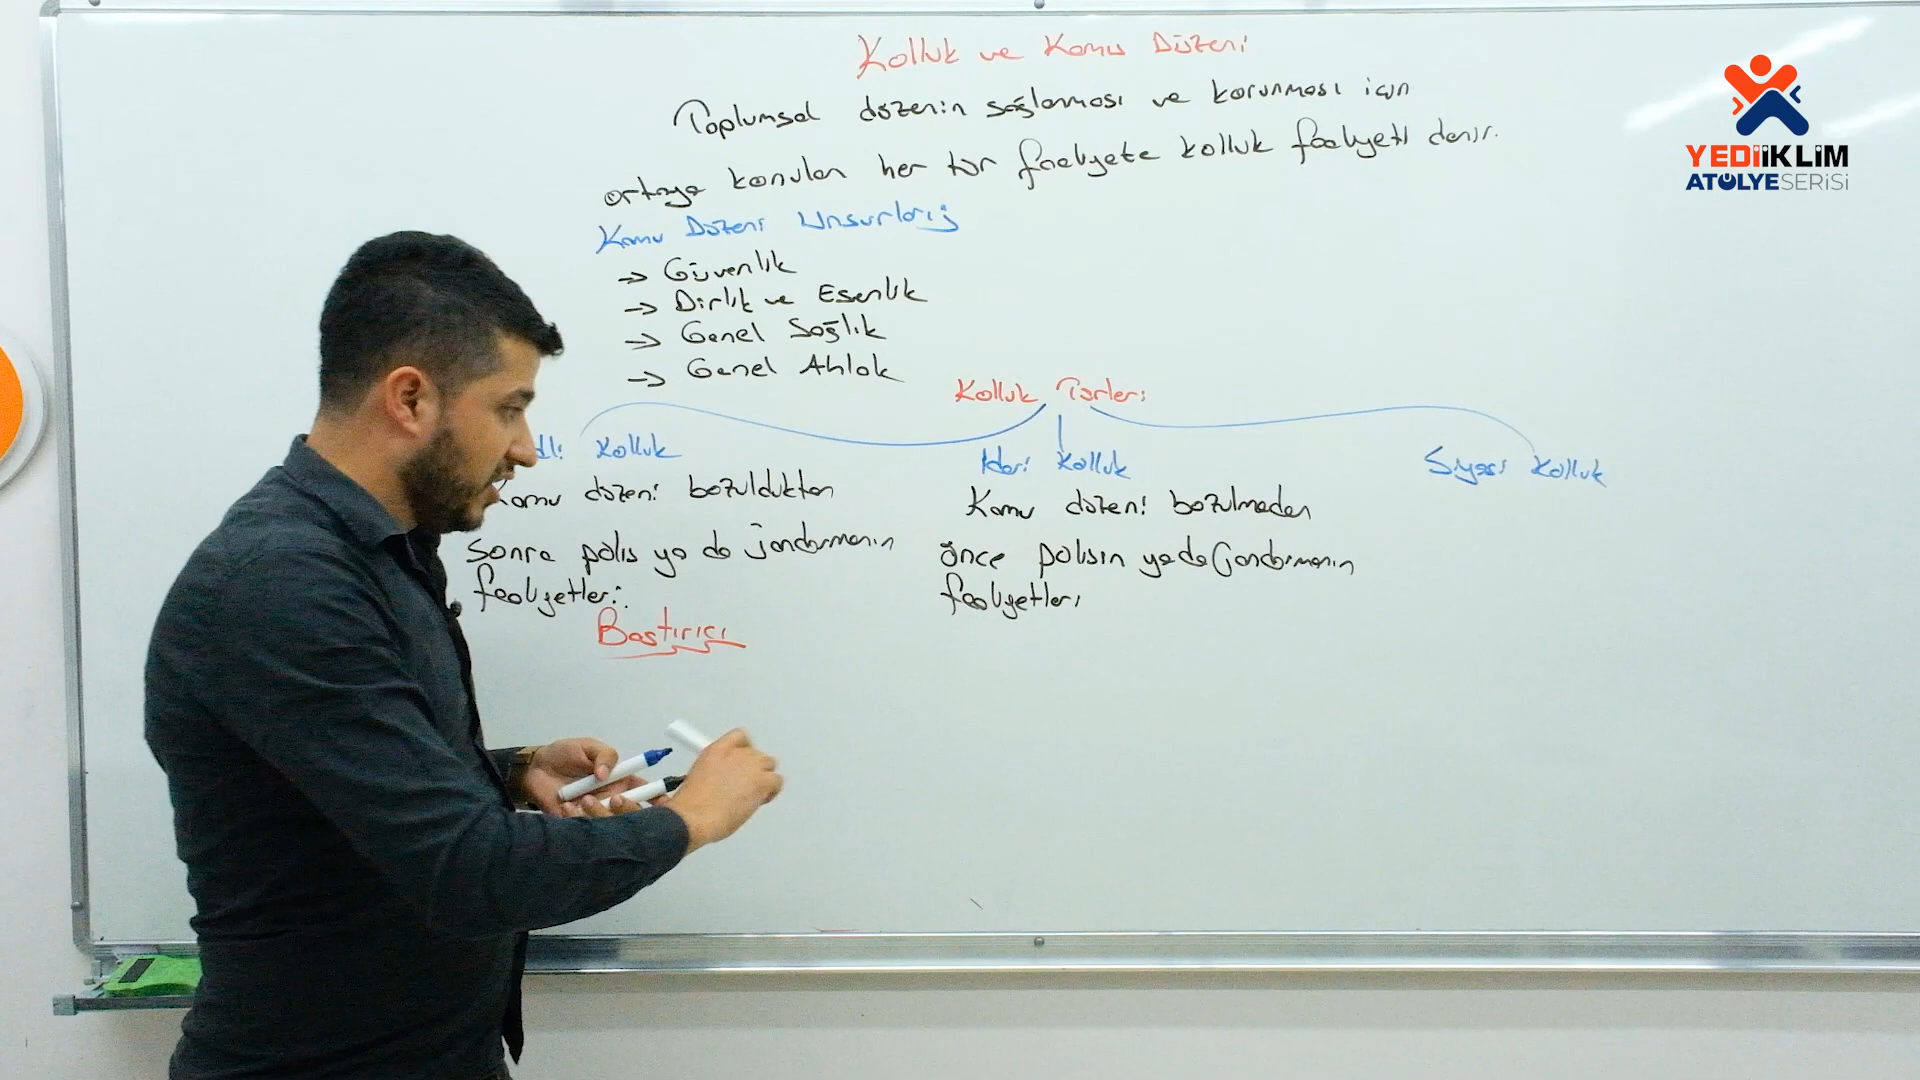 Kolluk ve Kamu Düzeni
Toplumsal düzenin sağlanması ve korunması için
ortaya konulan her tür faaliyete kolluk faaliyeti denir.
Kamu Düzeni Unsurları;
→ Güvenlik
→ Dirlik ve Esenlik
→ Genel Sağlık
→ Genel Ahlak
Kolluk Türleri
dli Kolluk
İdari Kolluk
Siyasi Kolluk
Kamu düzeni bozulduktan
sonra polis ya da jandarmanın
faaliyetleri.
Bastırıcı
Kamu düzeni bozulmadan
önce polisin ya da jandarmanın
faaliyetleri
YEDİİKLİM
ATÖLYESERİSİ